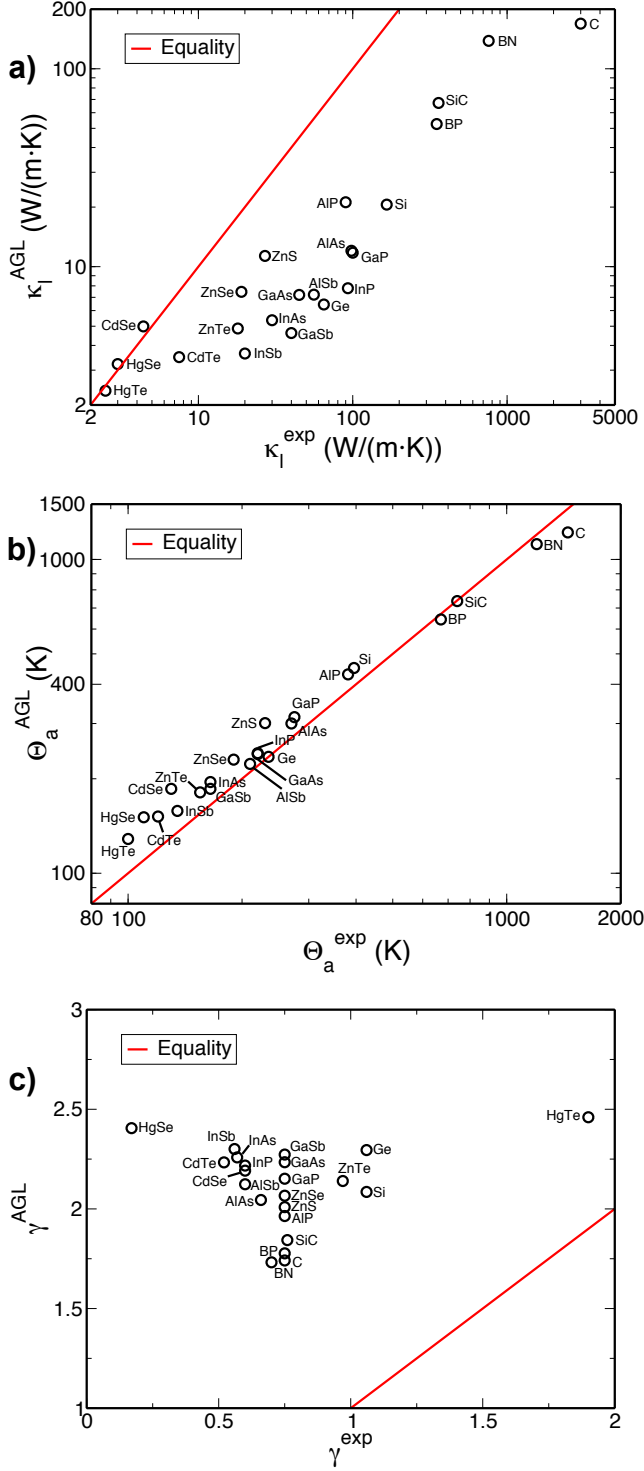 a)
Equality
C
BN
SiC
BP
AlP
Si
AlAs
GaP
ZnS
ZnSe
AlSb
InP
GaAs
Ge
CdSe
InAs
ZnTe
GaSb
CdTe
InSb
HgSe
HgTe
200
100
10
2
2
10
100
1000
5000
κl^AGL (W/(m·K))
κl^exp (W/(m·K))
b)
Equality
C
BN
SiC
BP
Si
AlP
GaP
ZnS
AlAs
InP
ZnSe
Ge
GaAs
ZnTe
CdSe
InAs
GaSb
AlSb
HgSe
InSb
HgTe
CdTe
1500
1000
400
100
80
100
1000
2000
Θa^AGL (K)
Θa^exp (K)
c)
Equality
HgTe
HgSe
InSb
InAs
GaSb
Ge
CdTe
InP
GaAs
ZnTe
CdSe
GaP
AlSb
ZnSe
Si
AlAs
ZnS
AlP
SiC
BP
C
BN
3
2.5
2
1.5
1
0
0.5
1
1.5
2
γ^AGL
γ^exp